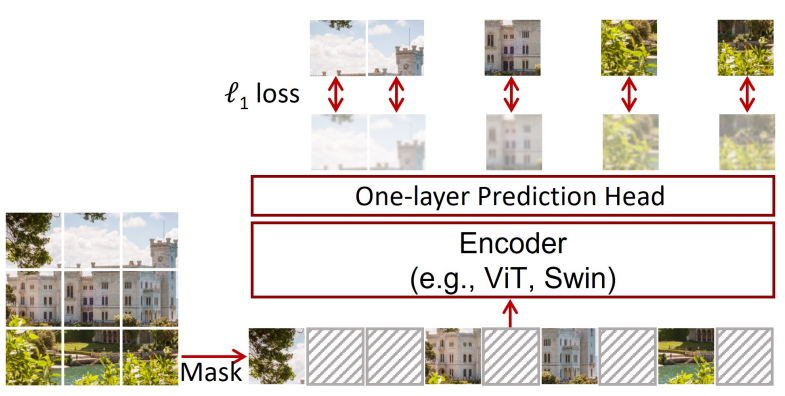 ℓ₁ loss
One-layer Prediction Head
Encoder
(e.g., ViT, Swin)
Mask